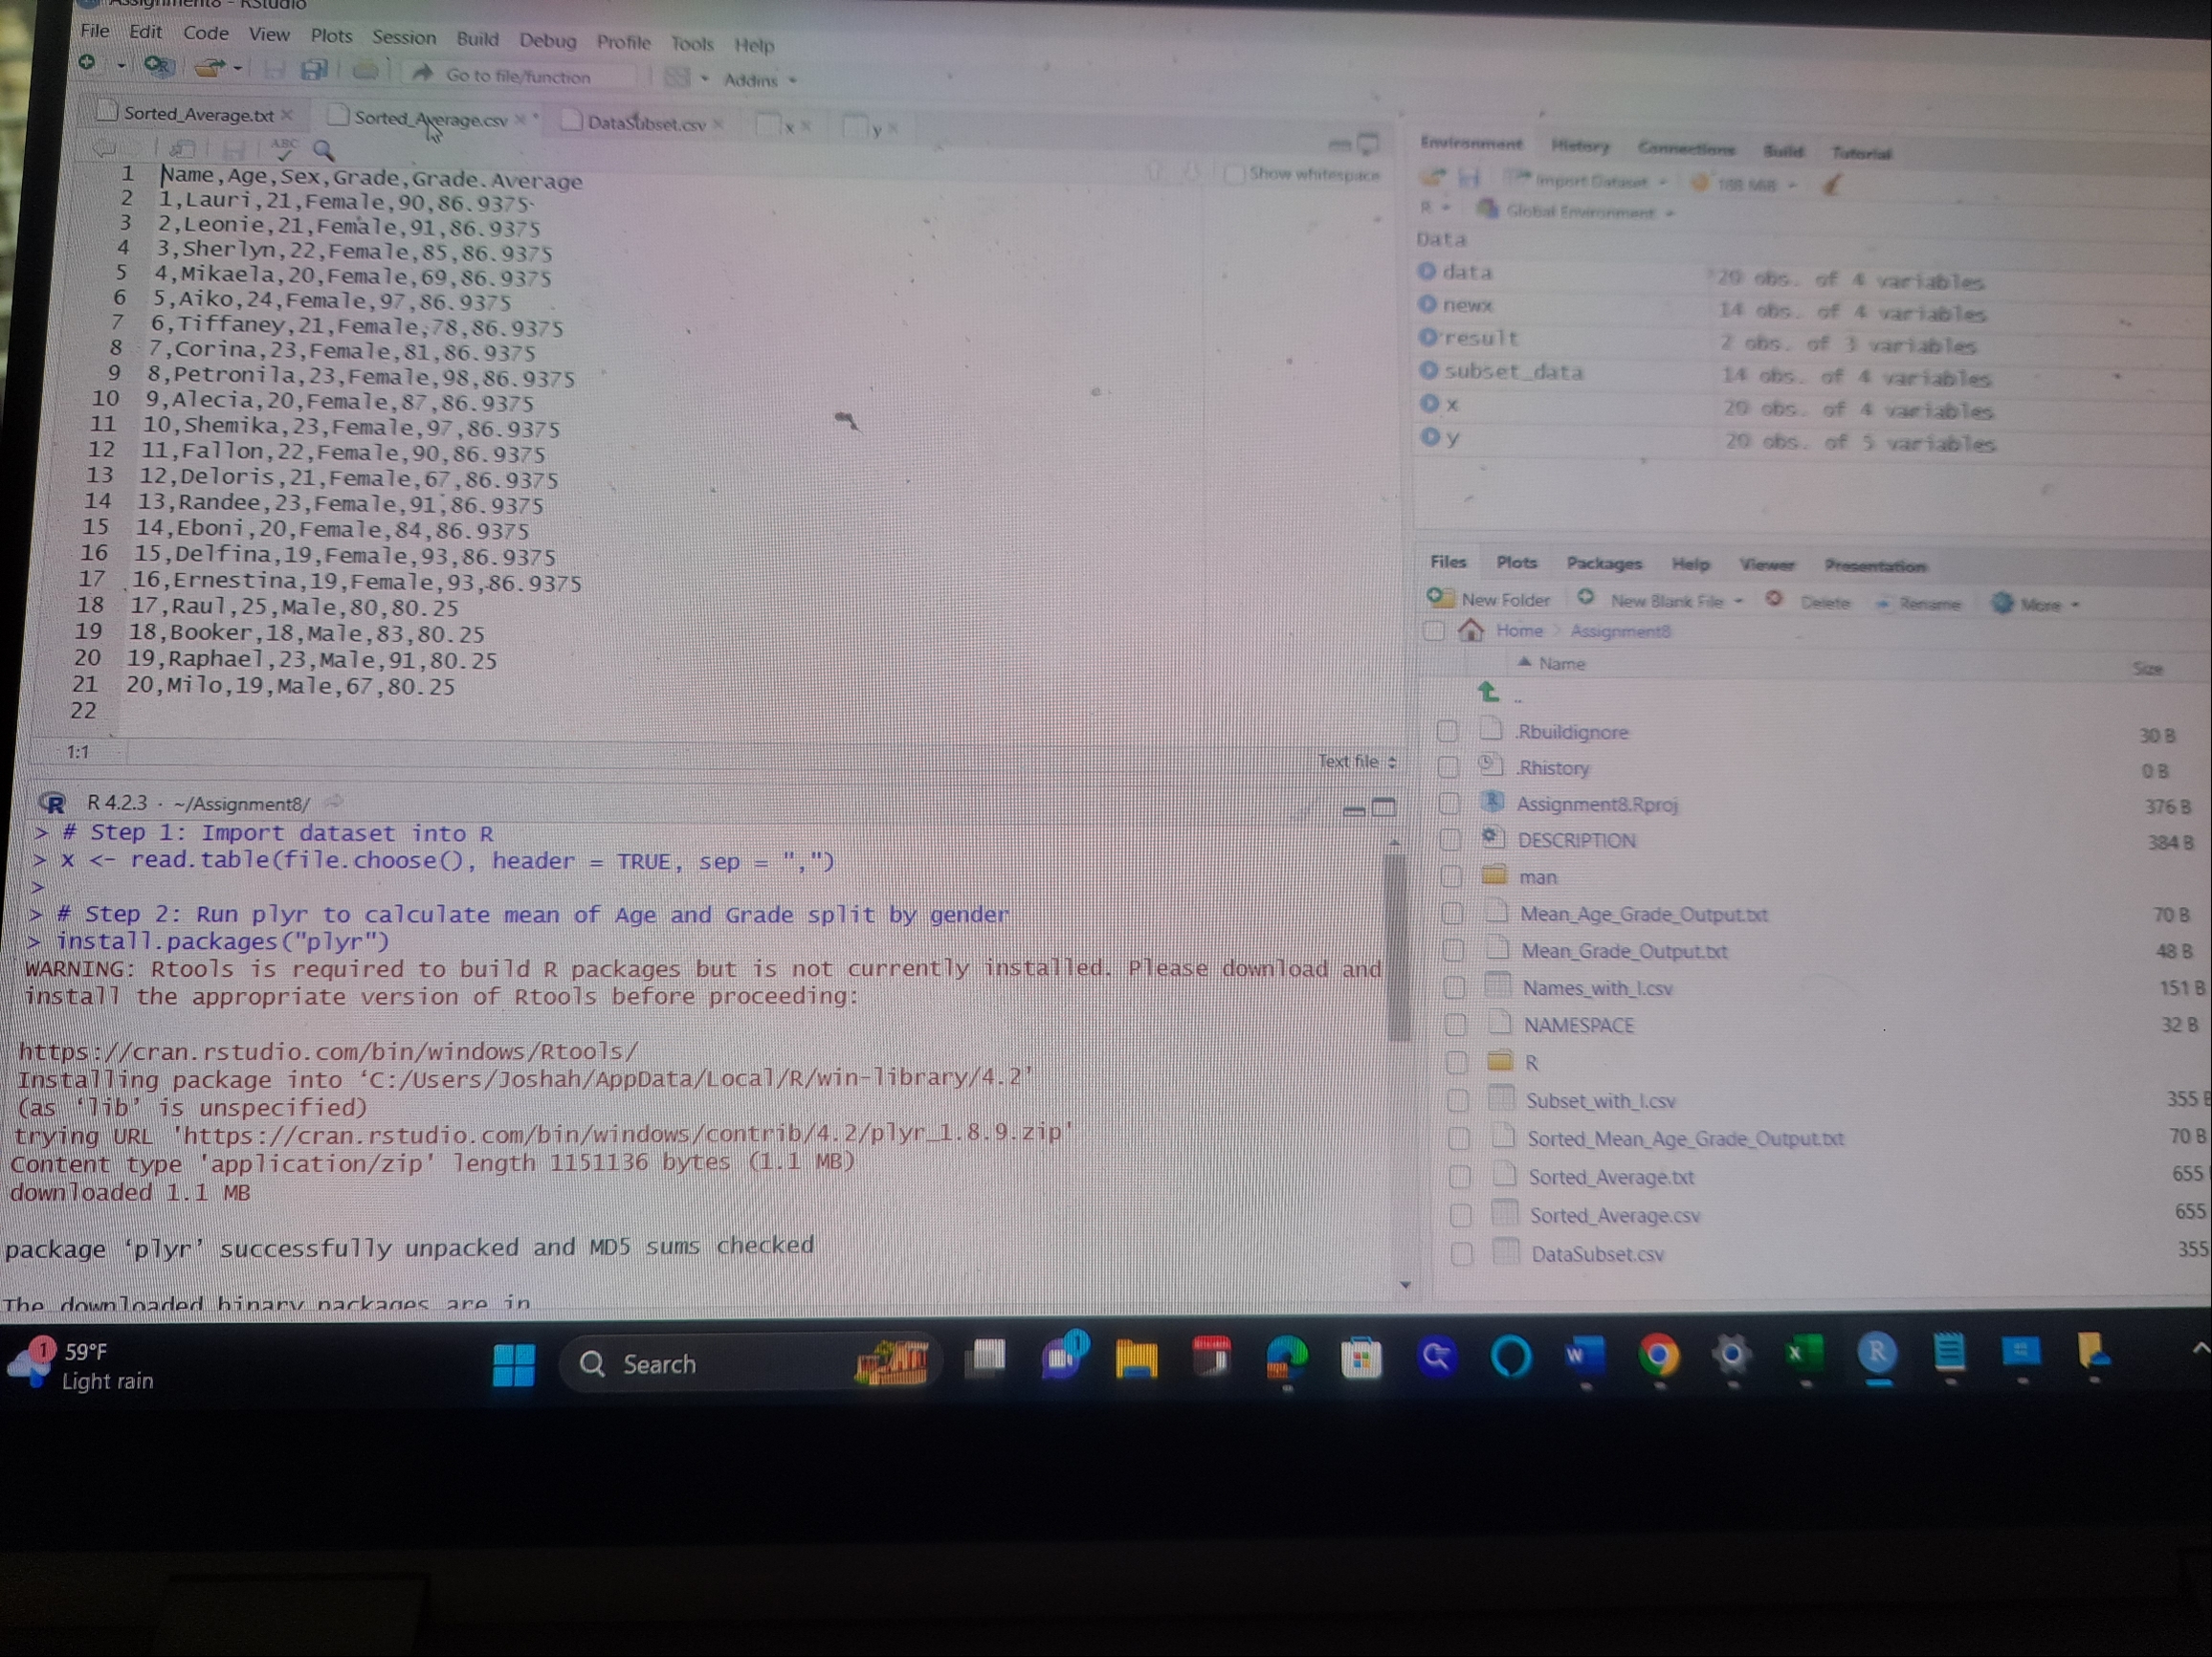 Assignment8 - RStudio
File Edit Code View Plots Session Build Debug Profile Tools Help
Go to file/function Addins
Sorted_Average.txt Sorted_Average.csv DataSubset.csv x y
ABC
Show whitespace
1 Name,Age,Sex,Grade,Grade.Average
2 1,Lauri,21,Female,90,86.9375
3 2,Leonie,21,Female,91,86.9375
4 3,Sherlyn,22,Female,85,86.9375
5 4,Mikaela,20,Female,69,86.9375
6 5,Aiko,24,Female,97,86.9375
7 6,Tiffaney,21,Female,78,86.9375
8 7,Corina,23,Female,81,86.9375
9 8,Petronila,23,Female,98,86.9375
10 9,Alecia,20,Female,87,86.9375
11 10,Shemika,23,Female,97,86.9375
12 11,Fallon,22,Female,90,86.9375
13 12,Deloris,21,Female,67,86.9375
14 13,Randee,23,Female,91,86.9375
15 14,Eboni,20,Female,84,86.9375
16 15,Delfina,19,Female,93,86.9375
17 16,Ernestina,19,Female,93,86.9375
18 17,Raul,25,Male,80,80.25
19 18,Booker,18,Male,83,80.25
20 19,Raphael,23,Male,91,80.25
21 20,Milo,19,Male,67,80.25
22
1:1
Text file
R 4.2.3 · ~/Assignment8/
> # Step 1: Import dataset into R
> x <- read.table(file.choose(), header = TRUE, sep = ",")
>
> # Step 2: Run plyr to calculate mean of Age and Grade split by gender
> install.packages("plyr")
WARNING: Rtools is required to build R packages but is not currently installed. Please download and
install the appropriate version of Rtools before proceeding:
https://cran.rstudio.com/bin/windows/Rtools/
Installing package into ‘C:/Users/Joshah/AppData/Local/R/win-library/4.2’
(as ‘lib’ is unspecified)
trying URL 'https://cran.rstudio.com/bin/windows/contrib/4.2/plyr_1.8.9.zip'
Content type 'application/zip' length 1151136 bytes (1.1 MB)
downloaded 1.1 MB
package ‘plyr’ successfully unpacked and MD5 sums checked
The downloaded binary packages are in
Environment History Connections Build Tutorial
Import Dataset 188 MiB
R Global Environment
Data
data 20 obs. of 4 variables
newx 14 obs. of 4 variables
result 2 obs. of 3 variables
subset_data 14 obs. of 4 variables
x 20 obs. of 4 variables
y 20 obs. of 5 variables
Files Plots Packages Help Viewer Presentation
New Folder New Blank File Delete Rename More
Home Assignment8
Name Size
..
.Rbuildignore 30 B
.Rhistory 0 B
Assignment8.Rproj 376 B
DESCRIPTION 384 B
man
Mean_Age_Grade_Output.txt 70 B
Mean_Grade_Output.txt 48 B
Names_with_I.csv 151 B
NAMESPACE 32 B
R
Subset_with_I.csv 355 B
Sorted_Mean_Age_Grade_Output.txt 70 B
Sorted_Average.txt 655
Sorted_Average.csv 655
DataSubset.csv 355
1
59°F
Light rain
Search